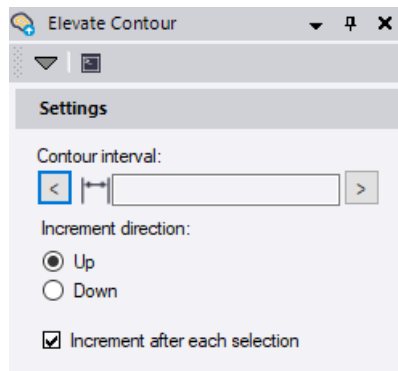 Elevate Contour
Settings
Contour interval:
< >
Increment direction:
Up
Down
Increment after each selection